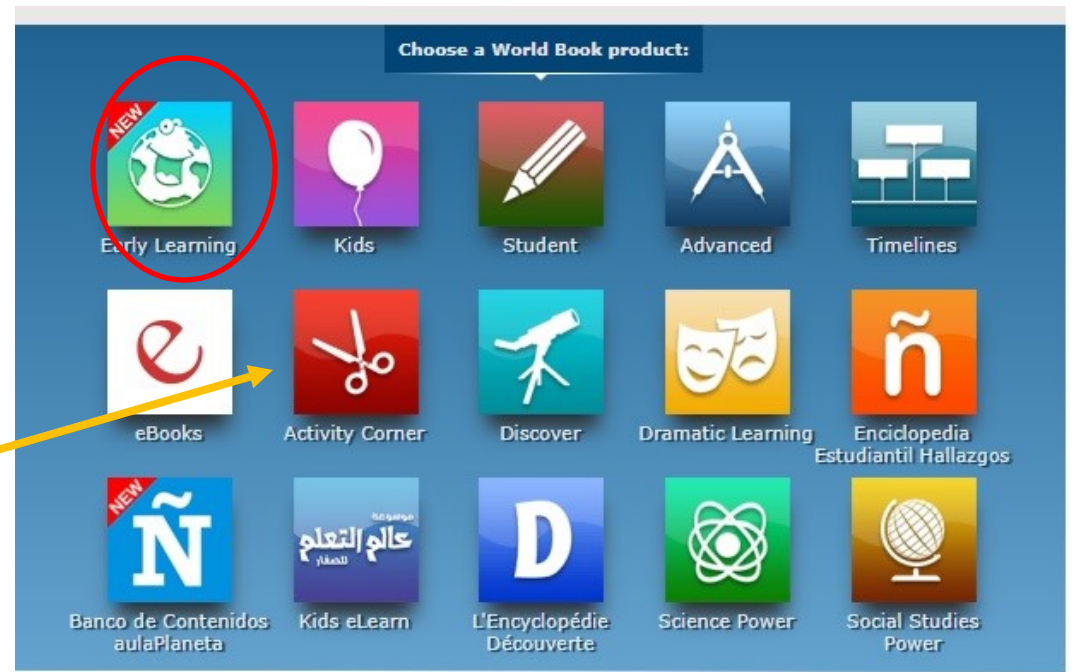 Choose a World Book product:
NEW
Early Learning
Kids
Student
Advanced
Timelines
e
eBooks
Activity Corner
Discover
Dramatic Learning
ñ
Enciclopedia
Estudiantil Hallazgos
NEW
Ñ
Banco de Contenidos
aulaPlaneta
موسوعة
عالم التعلم
للصغار
Kids eLearn
D
L'Encyclopédie
Découverte
Science Power
Social Studies
Power